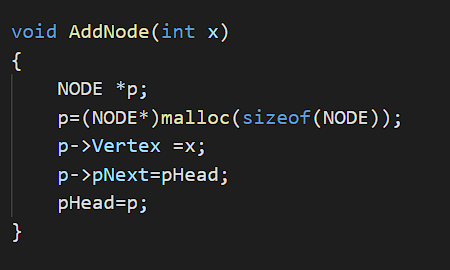 void AddNode(int x)
{
    NODE *p;
    p=(NODE*)malloc(sizeof(NODE));
    p->Vertex =x;
    p->pNext=pHead;
    pHead=p;
}